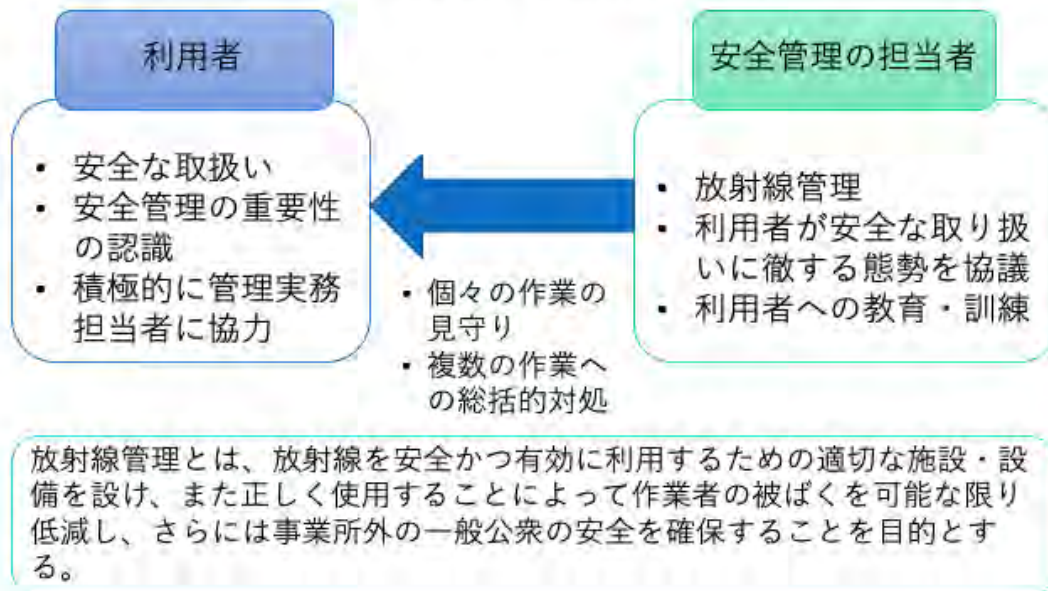 利用者
・ 安全な取扱い
・ 安全管理の重要性
の認識
・ 積極的に管理実務
担当者に協力
・ 個々の作業の
見守り
・ 複数の作業へ
の総括的対処
安全管理の担当者
・ 放射線管理
・ 利用者が安全な取り扱
いに徹する態勢を協議
・ 利用者への教育・訓練
放射線管理とは、放射線を安全かつ有効に利用するための適切な施設・設
備を設け、また正しく使用することによって作業者の被ばくを可能な限り
低減し、さらには事業所外の一般公衆の安全を確保することを目的とす
る。